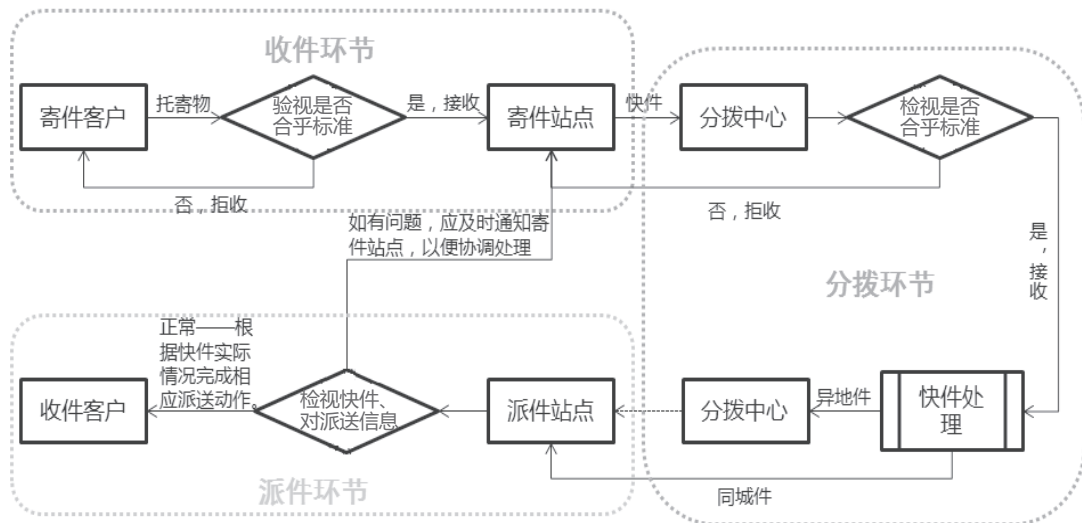 收件环节
寄件客户
托寄物
验视是否
合乎标准
是，接收
寄件站点
快件
分拨中心
检视是否
合乎标准
否，拒收
否，拒收
是，接收
如有问题，应及时通知寄
件站点，以便协调处理
分拨环节
正常——根
据快件实际
情况完成相
应派送动作。
收件客户
检视快件、
对派送信息
派件站点
分拨中心
异地件
快件处
理
同城件
派件环节